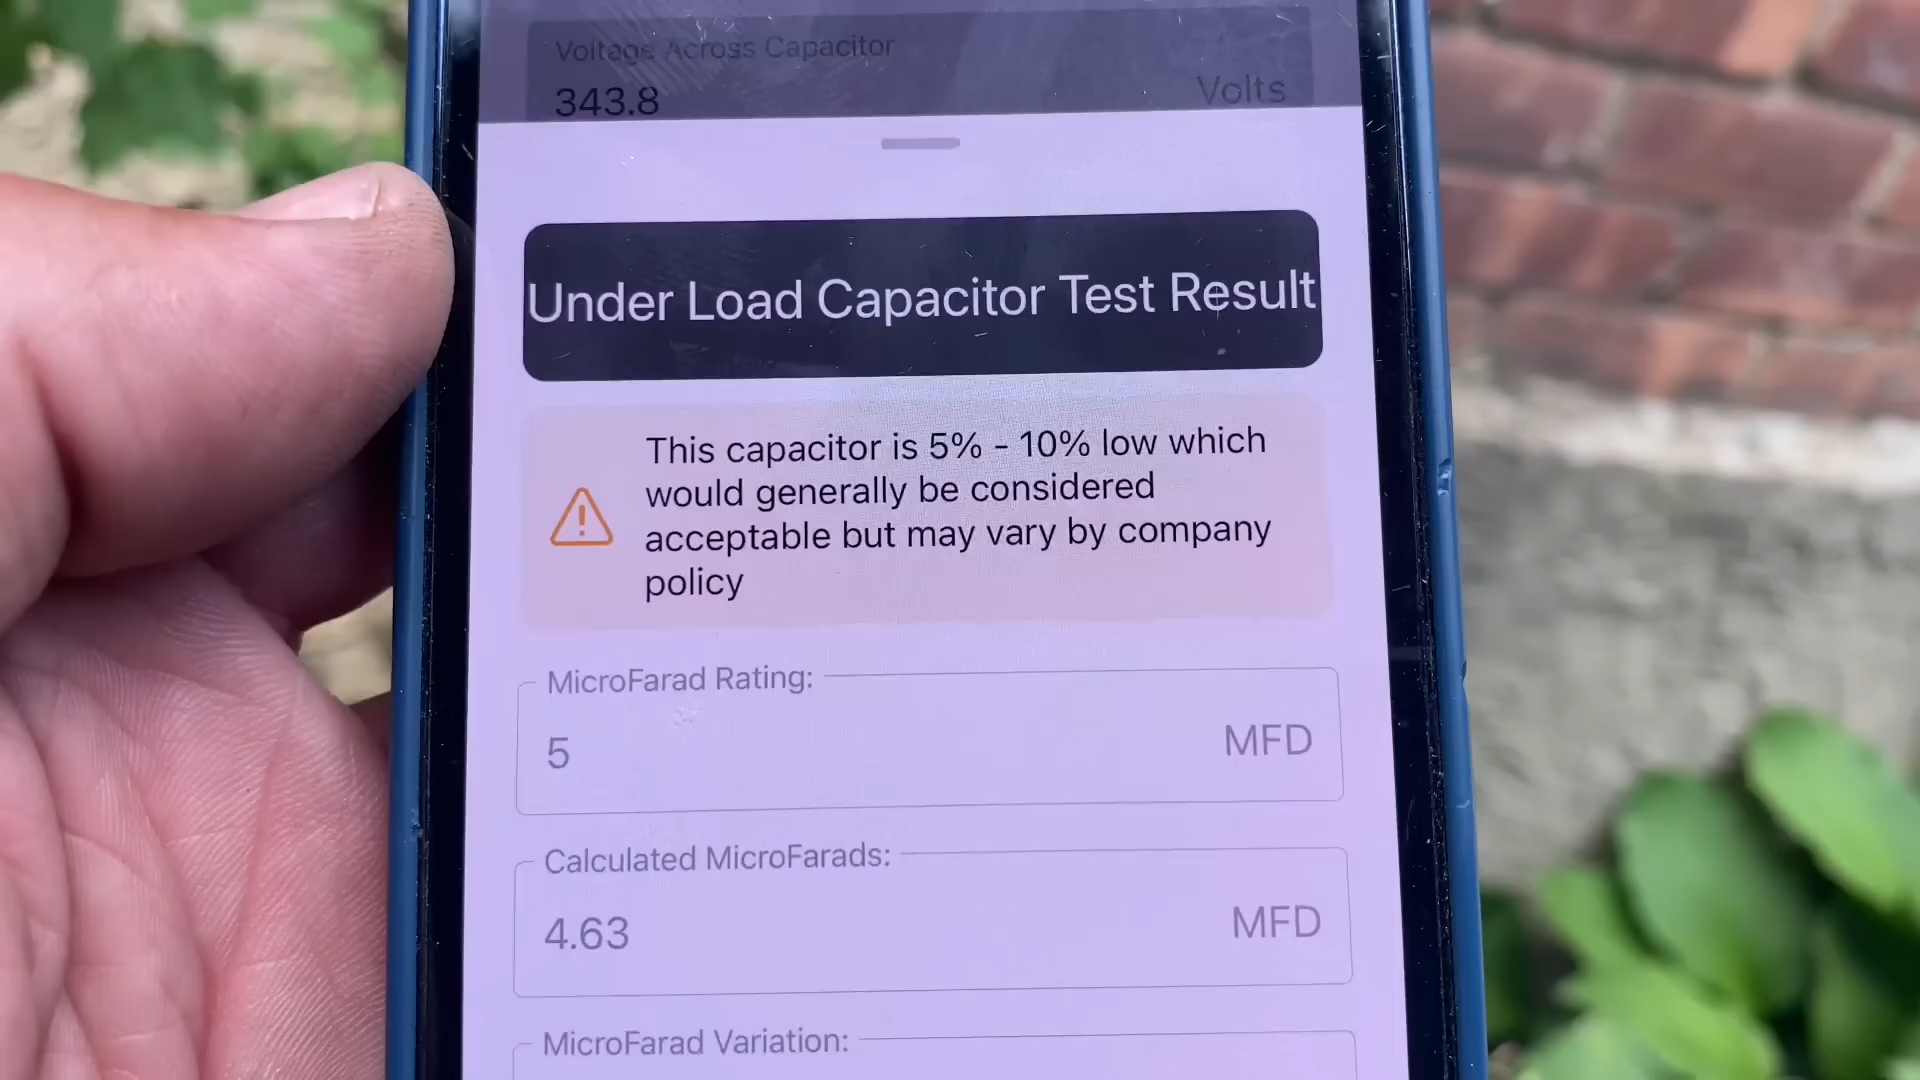 Voltage Across Capacitor
343.8 Volts
Under Load Capacitor Test Result
This capacitor is 5% - 10% low which
would generally be considered
acceptable but may vary by company
policy
MicroFarad Rating:
5 MFD
Calculated MicroFarads:
4.63 MFD
MicroFarad Variation: